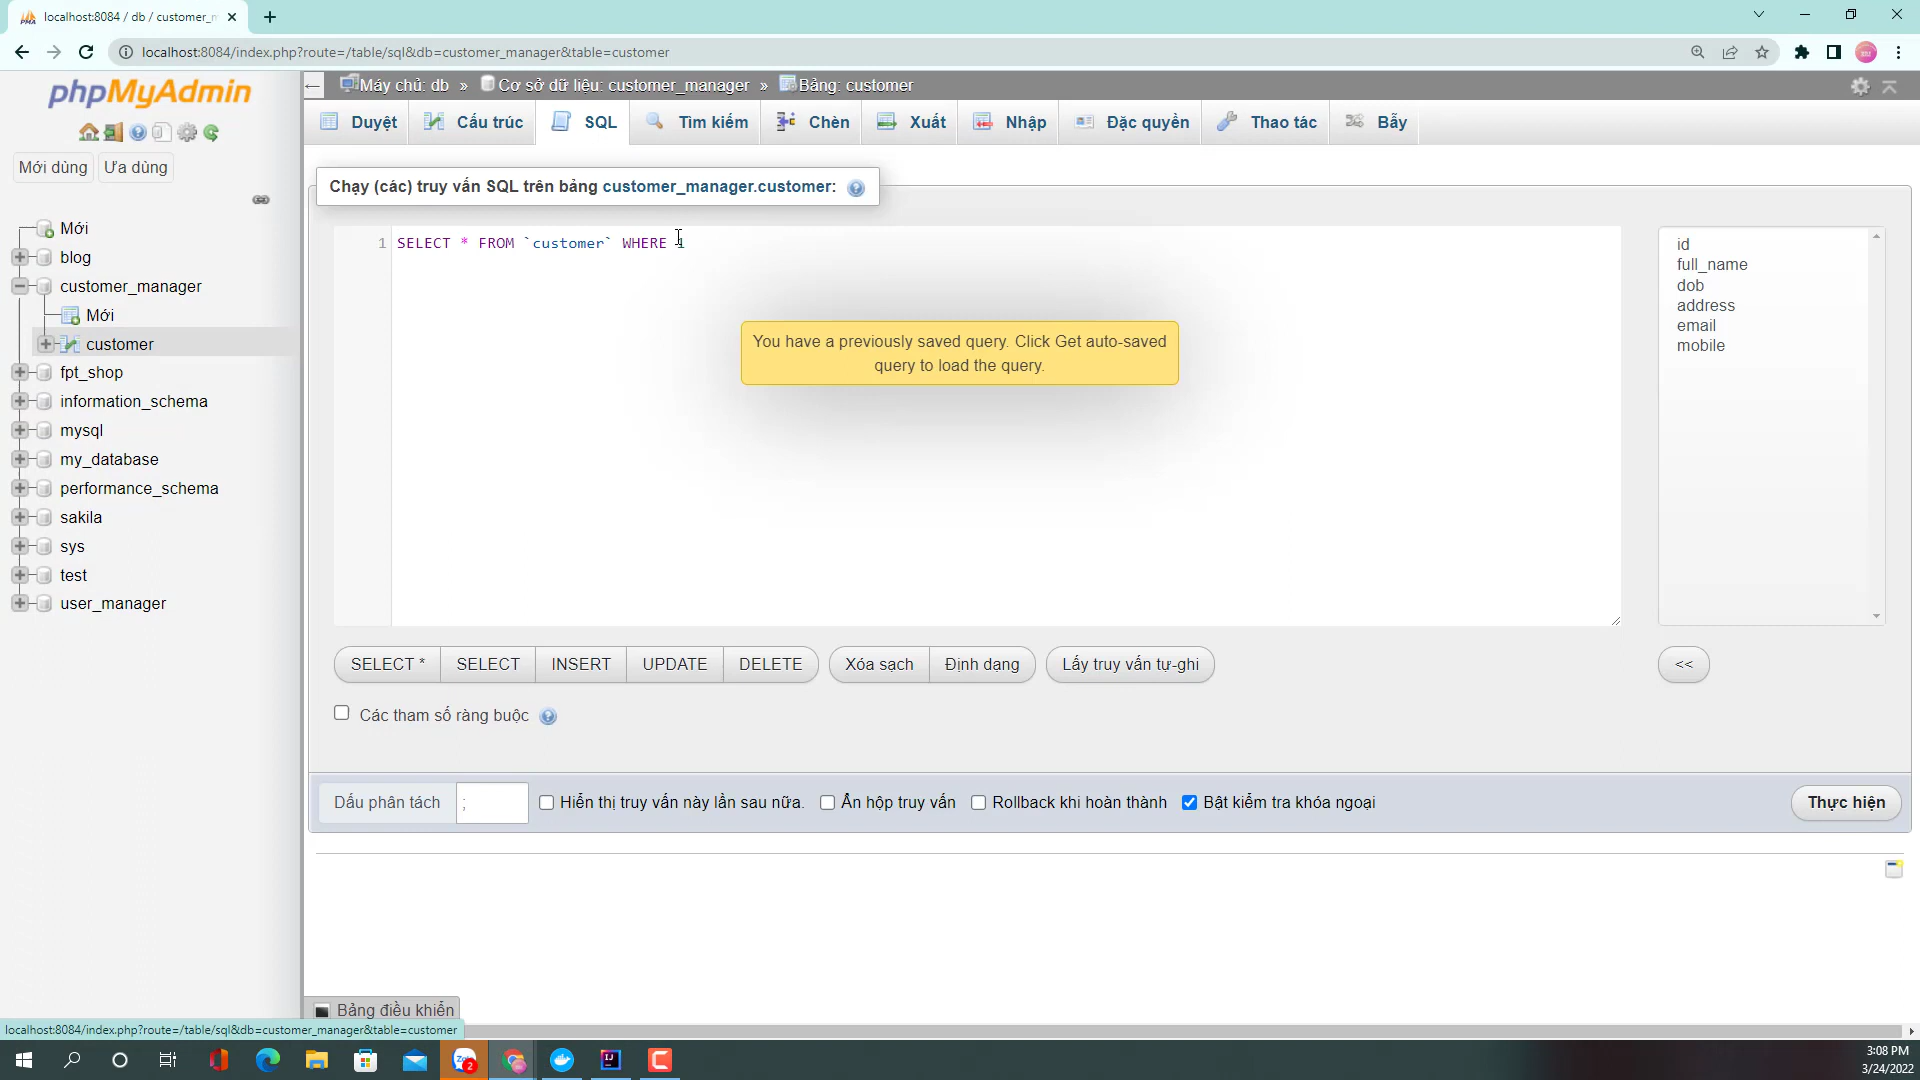 localhost:8084 / db / customer_m
localhost:8084/index.php?route=/table/sql&db=customer_manager&table=customer
phpMyAdmin
Mới dùng
Ưa dùng
Mới
blog
customer_manager
Mới
customer
fpt_shop
information_schema
mysql
my_database
performance_schema
sakila
sys
test
user_manager
Máy chủ: db » Cơ sở dữ liệu: customer_manager » Bảng: customer
Duyệt
Cấu trúc
SQL
Tìm kiếm
Chèn
Xuất
Nhập
Đặc quyền
Thao tác
Bẫy
Chạy (các) truy vấn SQL trên bảng customer_manager.customer:
1 SELECT * FROM `customer` WHERE 1
You have a previously saved query. Click Get auto-saved
query to load the query.
id
full_name
dob
address
email
mobile
SELECT *
SELECT
INSERT
UPDATE
DELETE
Xóa sạch
Định dạng
Lấy truy vấn tự-ghi
<<
Các tham số ràng buộc
Dấu phân tách
;
Hiển thị truy vấn này lần sau nữa.
Ẩn hộp truy vấn
Rollback khi hoàn thành
Bật kiểm tra khóa ngoại
Thực hiện
Bảng điều khiển
localhost:8084/index.php?route=/table/sql&db=customer_manager&table=customer
2
3:08 PM
3/24/2022